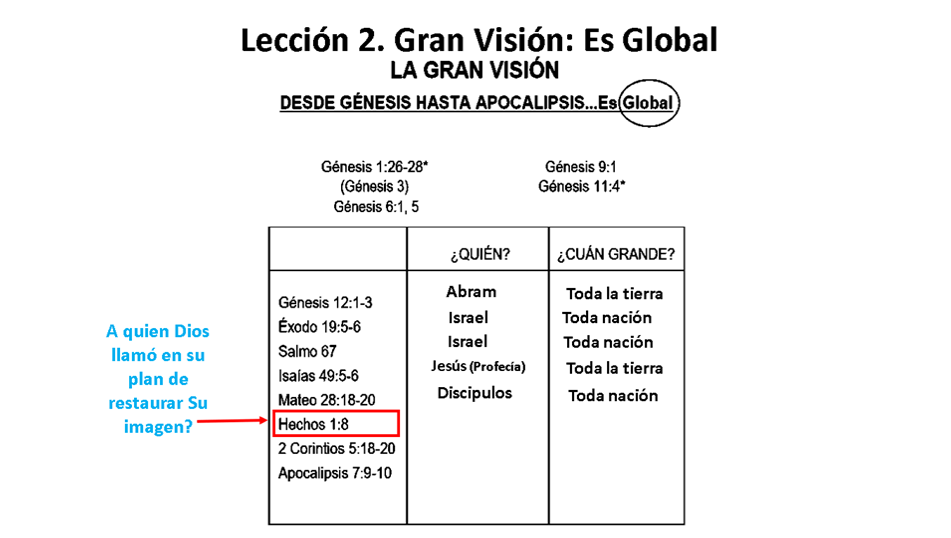 Lección 2. Gran Visión: Es Global
LA GRAN VISIÓN
DESDE GÉNESIS HASTA APOCALIPSIS...Es Global
Génesis 1:26-28*
(Génesis 3)
Génesis 6:1, 5
Génesis 9:1
Génesis 11:4*
¿QUIÉN? ¿CUÁN GRANDE?
Génesis 12:1-3 Abram Toda la tierra
Éxodo 19:5-6 Israel Toda nación
Salmo 67 Israel Toda nación
Isaías 49:5-6 Jesús (Profecía) Toda la tierra
Mateo 28:18-20 Discipulos Toda nación
Hechos 1:8
2 Corintios 5:18-20
Apocalipsis 7:9-10
A quien Dios
llamó en su
plan de
restaurar Su
imagen?